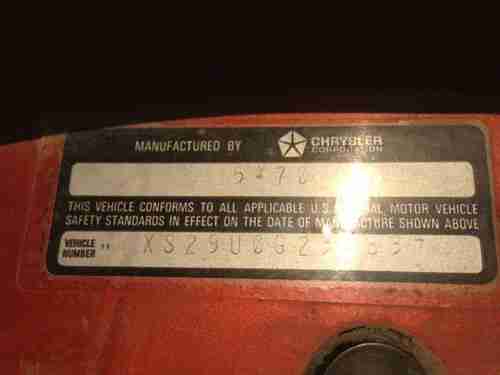 MANUFACTURED BY CHRYSLER CORPORATION
THIS VEHICLE CONFORMS TO ALL APPLICABLE U.S. MOTOR VEHICLE
SAFETY STANDARDS IN EFFECT ON THE DATE OF MANUFACTURE SHOWN ABOVE
VEHICLE NUMBER